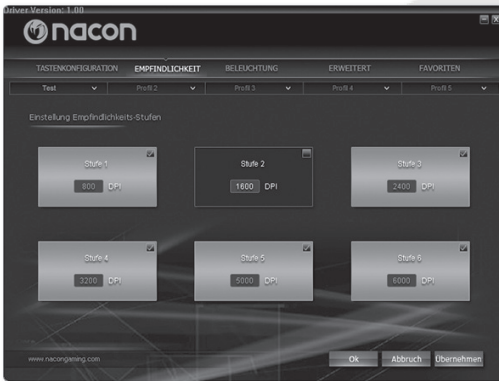 Driver Version: 1.00
nacon
TASTENKONFIGURATION EMPFINDLICHKEIT BELEUCHTUNG ERWEITERT FAVORITEN
Test Profil 2 Profil 3 Profil 4 Profil 5
Einstellung Empfindlichkeits-Stufen
Stufe 1 Stufe 2 Stufe 3
800 DPI 1600 DPI 2400 DPI
Stufe 4 Stufe 5 Stufe 6
3200 DPI 5000 DPI 6000 DPI
www.nacongaming.com Ok Abbruch Übernehmen